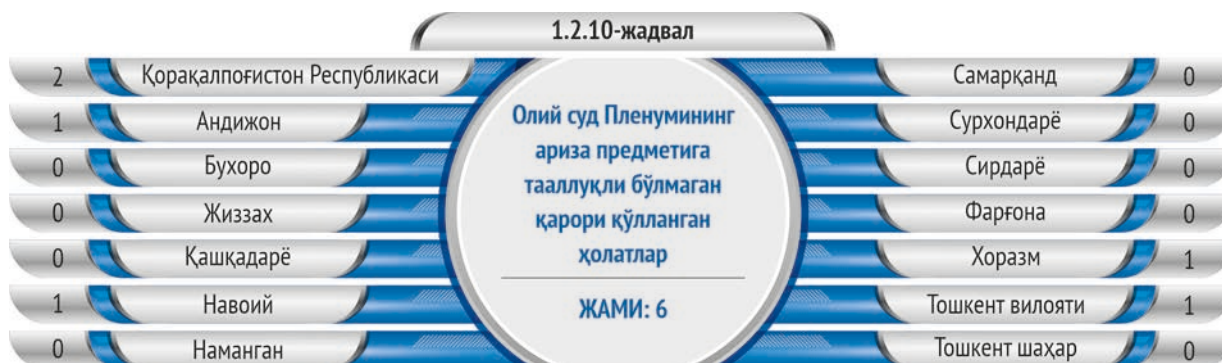 1.2.10-жадвал
2 Қорақалпоғистон Республикаси
1 Андижон
0 Бухоро
0 Жиззах
0 Қашқадарё
1 Навоий
0 Наманган
Олий суд Пленумининг
ариза предметига
тааллуқли бўлмаган
қарори қўлланган
ҳолатлар
ЖАМИ: 6
Самарқанд 0
Сурхондарё 0
Сирдарё 0
Фарғона 0
Хоразм 1
Тошкент вилояти 1
Тошкент шаҳар 0